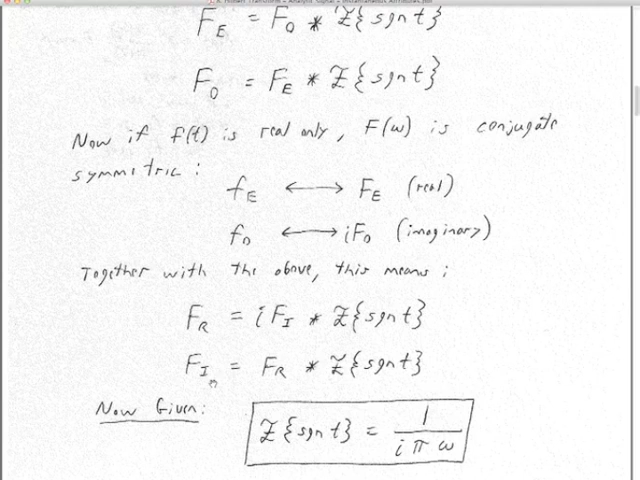 F_E = F_O * Ƶ{sgn t}
F_O = F_E * Ƶ{sgn t}
Now if f(t) is real only, F(ω) is conjugate
symmetric:
f_E ⟷ F_E (real)
f_O ⟷ iF_O (imaginary)
Together with the above, this means:
F_R = iF_I * Ƶ{sgn t}
F_I = F_R * Ƶ{sgn t}
Now Given: Ƶ{sgn t} = 1 / (i π ω)